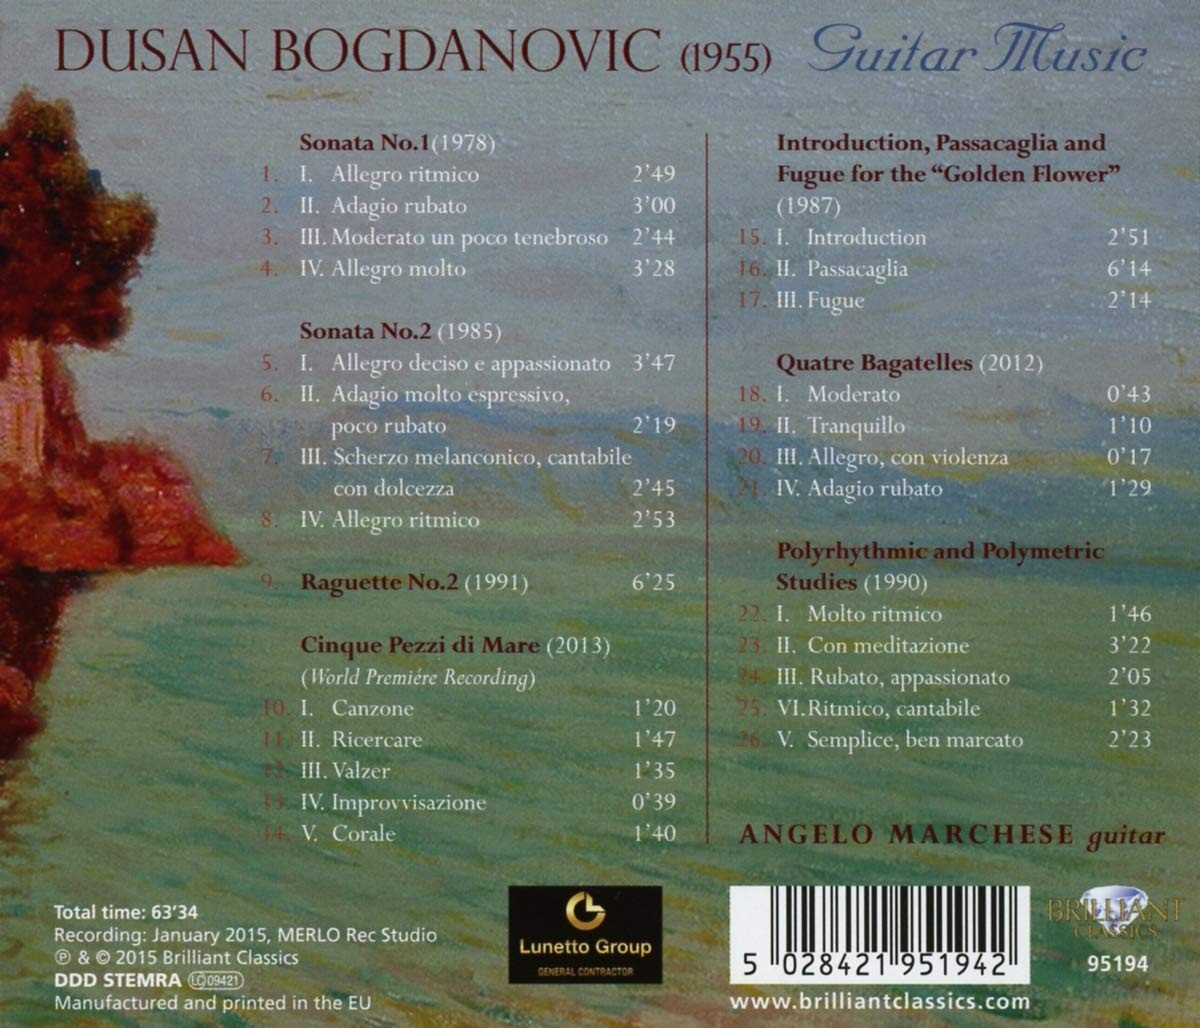 DUSAN BOGDANOVIC (1955) Guitar Music
Sonata No.1 (1978)
1. I. Allegro ritmico 2'49
2. II. Adagio rubato 3'00
3. III. Moderato un poco tenebroso 2'44
4. IV. Allegro molto 3'28
Sonata No.2 (1985)
5. I. Allegro deciso e appassionato 3'47
6. II. Adagio molto espressivo,
poco rubato 2'19
7. III. Scherzo melanconico, cantabile
con dolcezza 2'45
8. IV. Allegro ritmico 2'53
9. Raguette No.2 (1991) 6'25
Cinque Pezzi di Mare (2013)
(World Premiére Recording)
10. I. Canzone 1'20
11. II. Ricercare 1'47
12. III. Valzer 1'35
13. IV. Improvvisazione 0'39
14. V. Corale 1'40
Introduction, Passacaglia and
Fugue for the “Golden Flower”
(1987)
15. I. Introduction 2'51
16. II. Passacaglia 6'14
17. III. Fugue 2'14
Quatre Bagatelles (2012)
18. I. Moderato 0'43
19. II. Tranquillo 1'10
20. III. Allegro, con violenza 0'17
21. IV. Adagio rubato 1'29
Polyrhythmic and Polymetric
Studies (1990)
22. I. Molto ritmico 1'46
23. II. Con meditazione 3'22
24. III. Rubato, appassionato 2'05
25. VI. Ritmico, cantabile 1'32
26. V. Semplice, ben marcato 2'23
ANGELO MARCHESE guitar
Total time: 63'34
Recording: January 2015, MERLO Rec Studio
℗ & © 2015 Brilliant Classics
DDD STEMRA LC 09421
Manufactured and printed in the EU
Lunetto Group
GENERAL CONTRACTOR
5 028421 951942
www.brilliantclassics.com
BRILLIANT
CLASSICS
95194